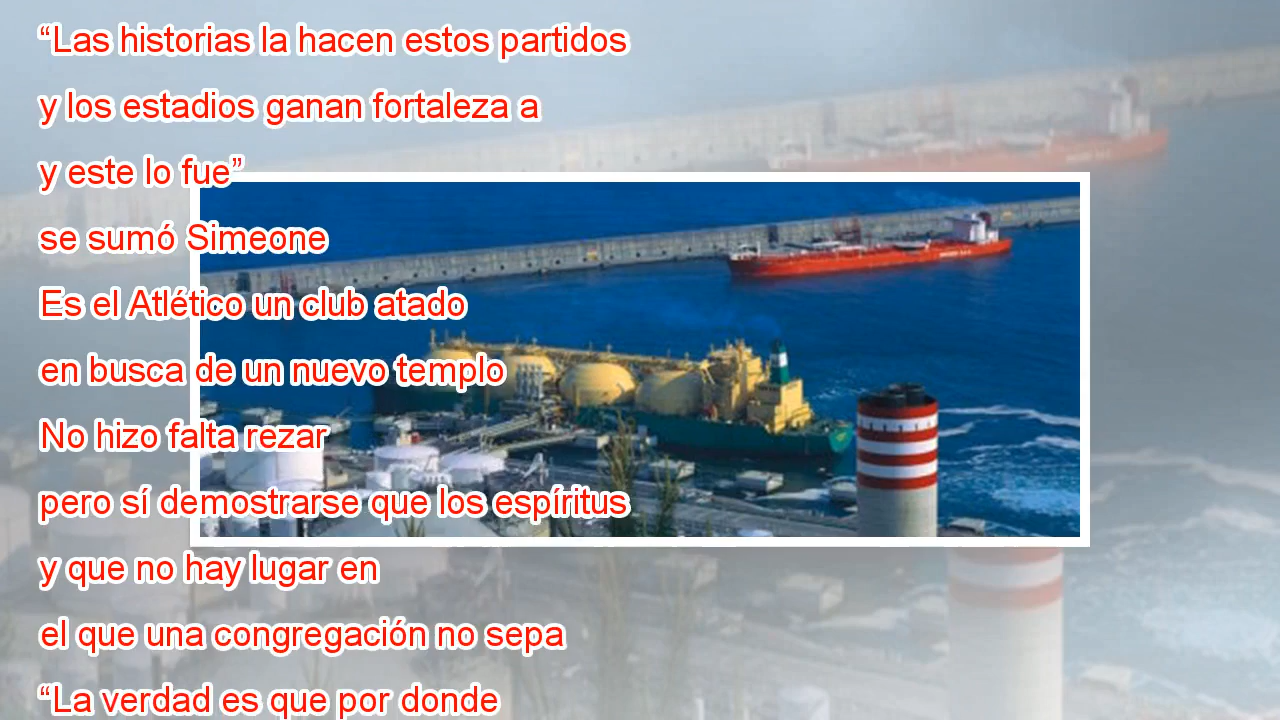 “Las historias la hacen estos partidos
y los estadios ganan fortaleza a
y este lo fue”
se sumó Simeone
Es el Atlético un club atado
en busca de un nuevo templo
No hizo falta rezar
pero sí demostrarse que los espíritus
y que no hay lugar en
el que una congregación no sepa
“La verdad es que por donde